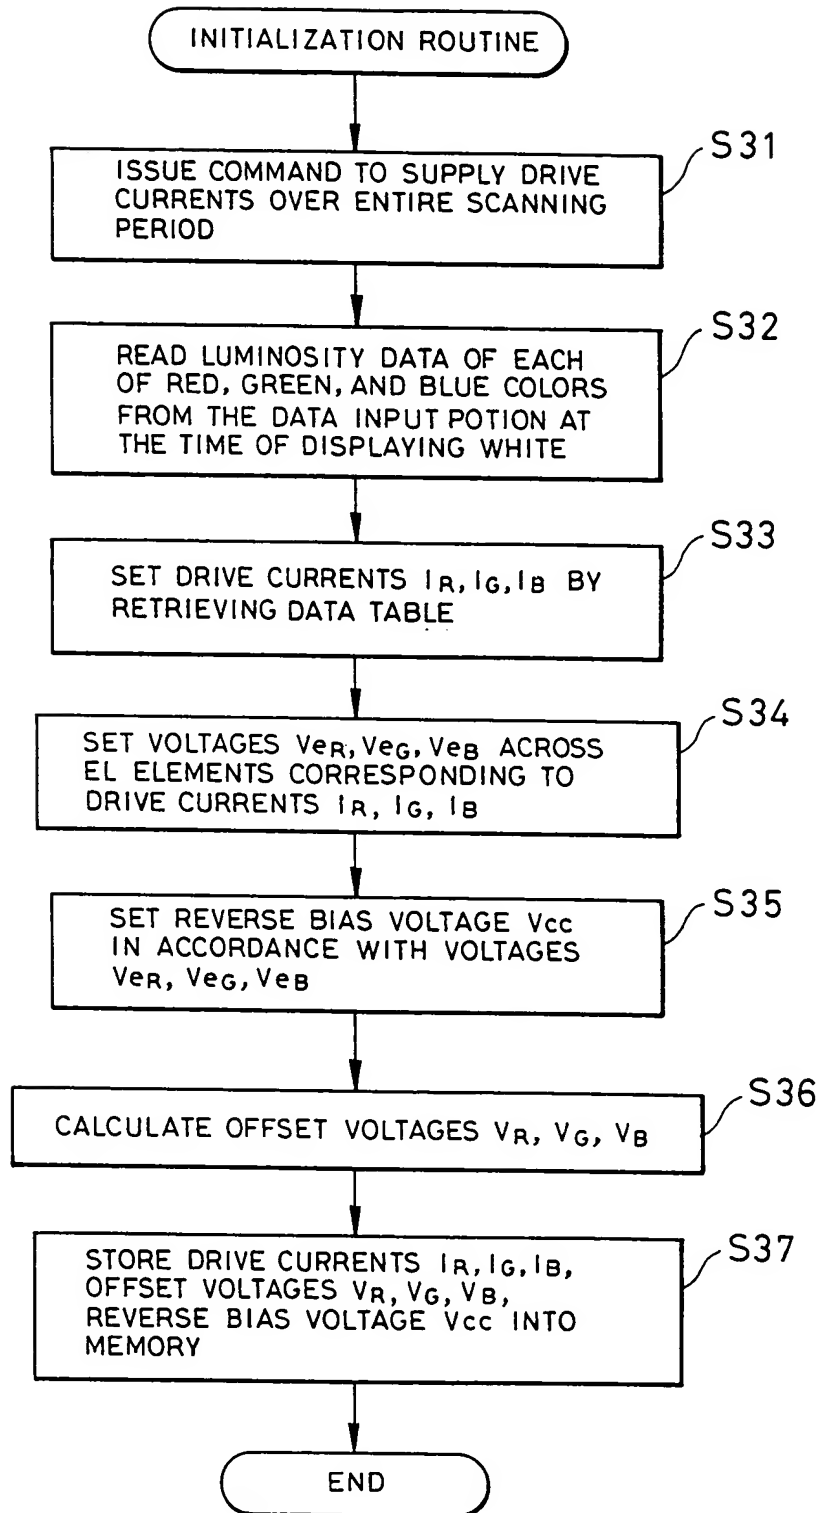 INITIALIZATION ROUTINE
S31
ISSUE COMMAND TO SUPPLY DRIVE
CURRENTS OVER ENTIRE SCANNING
PERIOD
S32
READ LUMINOSITY DATA OF EACH
OF RED, GREEN, AND BLUE COLORS
FROM THE DATA INPUT POTION AT
THE TIME OF DISPLAYING WHITE
S33
SET DRIVE CURRENTS IR, IG, IB BY
RETRIEVING DATA TABLE
S34
SET VOLTAGES VeR, VeG, VeB ACROSS
EL ELEMENTS CORRESPONDING TO
DRIVE CURRENTS IR, IG, IB
S35
SET REVERSE BIAS VOLTAGE Vcc
IN ACCORDANCE WITH VOLTAGES
VeR, VeG, VeB
S36
CALCULATE OFFSET VOLTAGES VR, VG, VB
S37
STORE DRIVE CURRENTS IR, IG, IB,
OFFSET VOLTAGES VR, VG, VB,
REVERSE BIAS VOLTAGE Vcc INTO
MEMORY
END